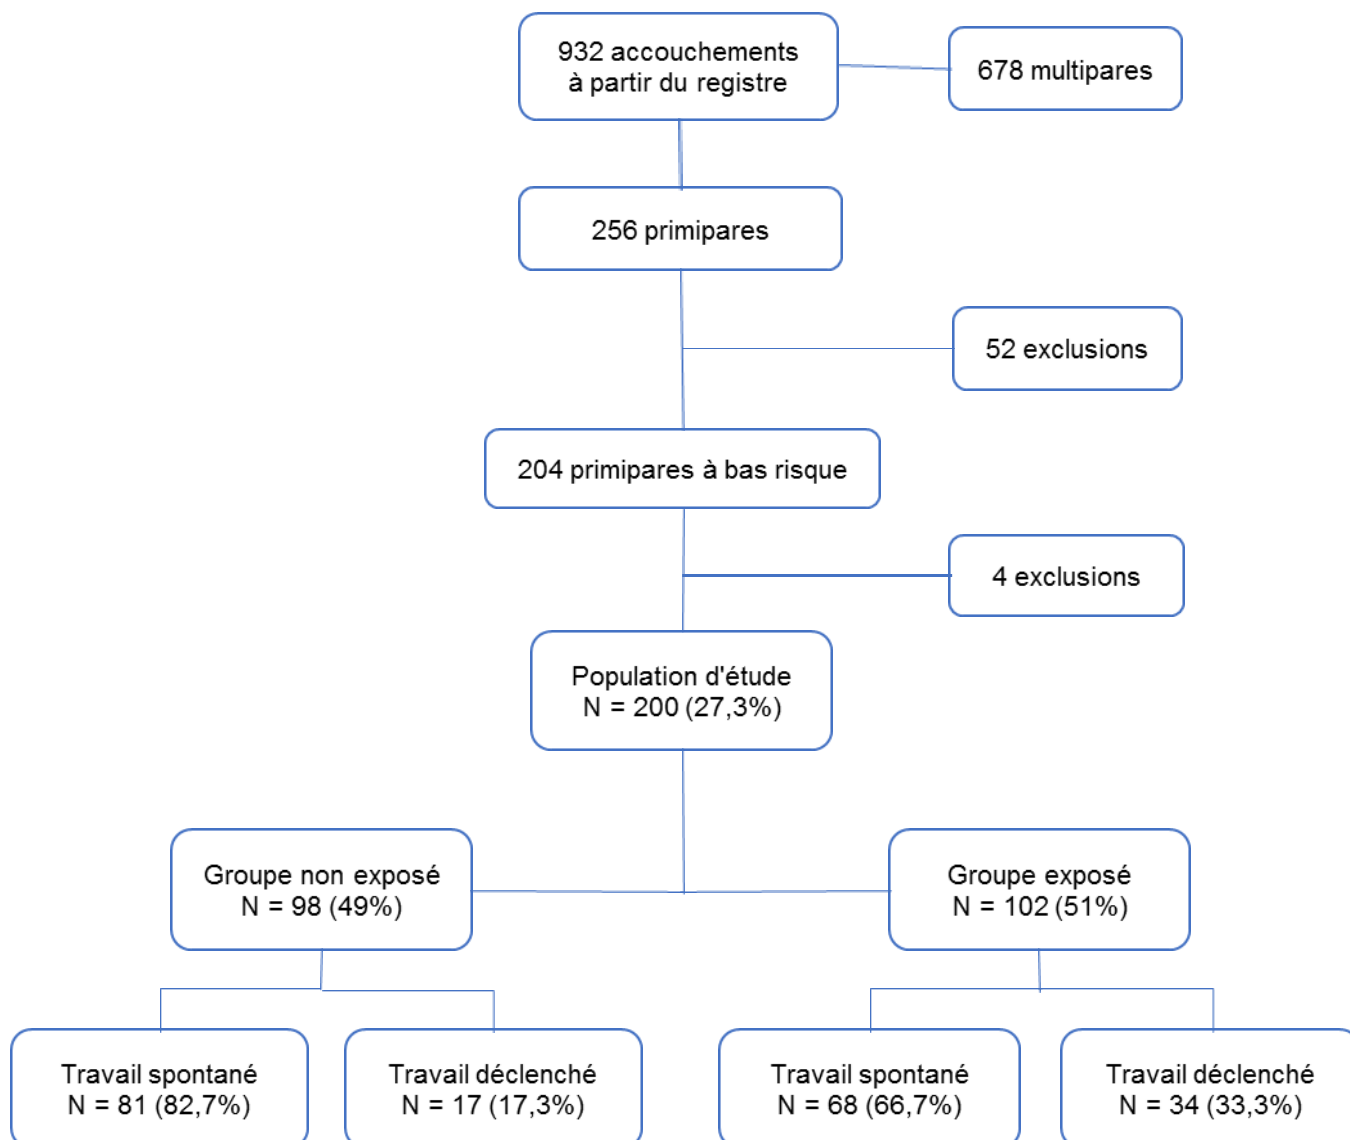 932 accouchements
à partir du registre
678 multipares
256 primipares
52 exclusions
204 primipares à bas risque
4 exclusions
Population d'étude
N = 200 (27,3%)
Groupe non exposé
N = 98 (49%)
Groupe exposé
N = 102 (51%)
Travail spontané
N = 81 (82,7%)
Travail déclenché
N = 17 (17,3%)
Travail spontané
N = 68 (66,7%)
Travail déclenché
N = 34 (33,3%)